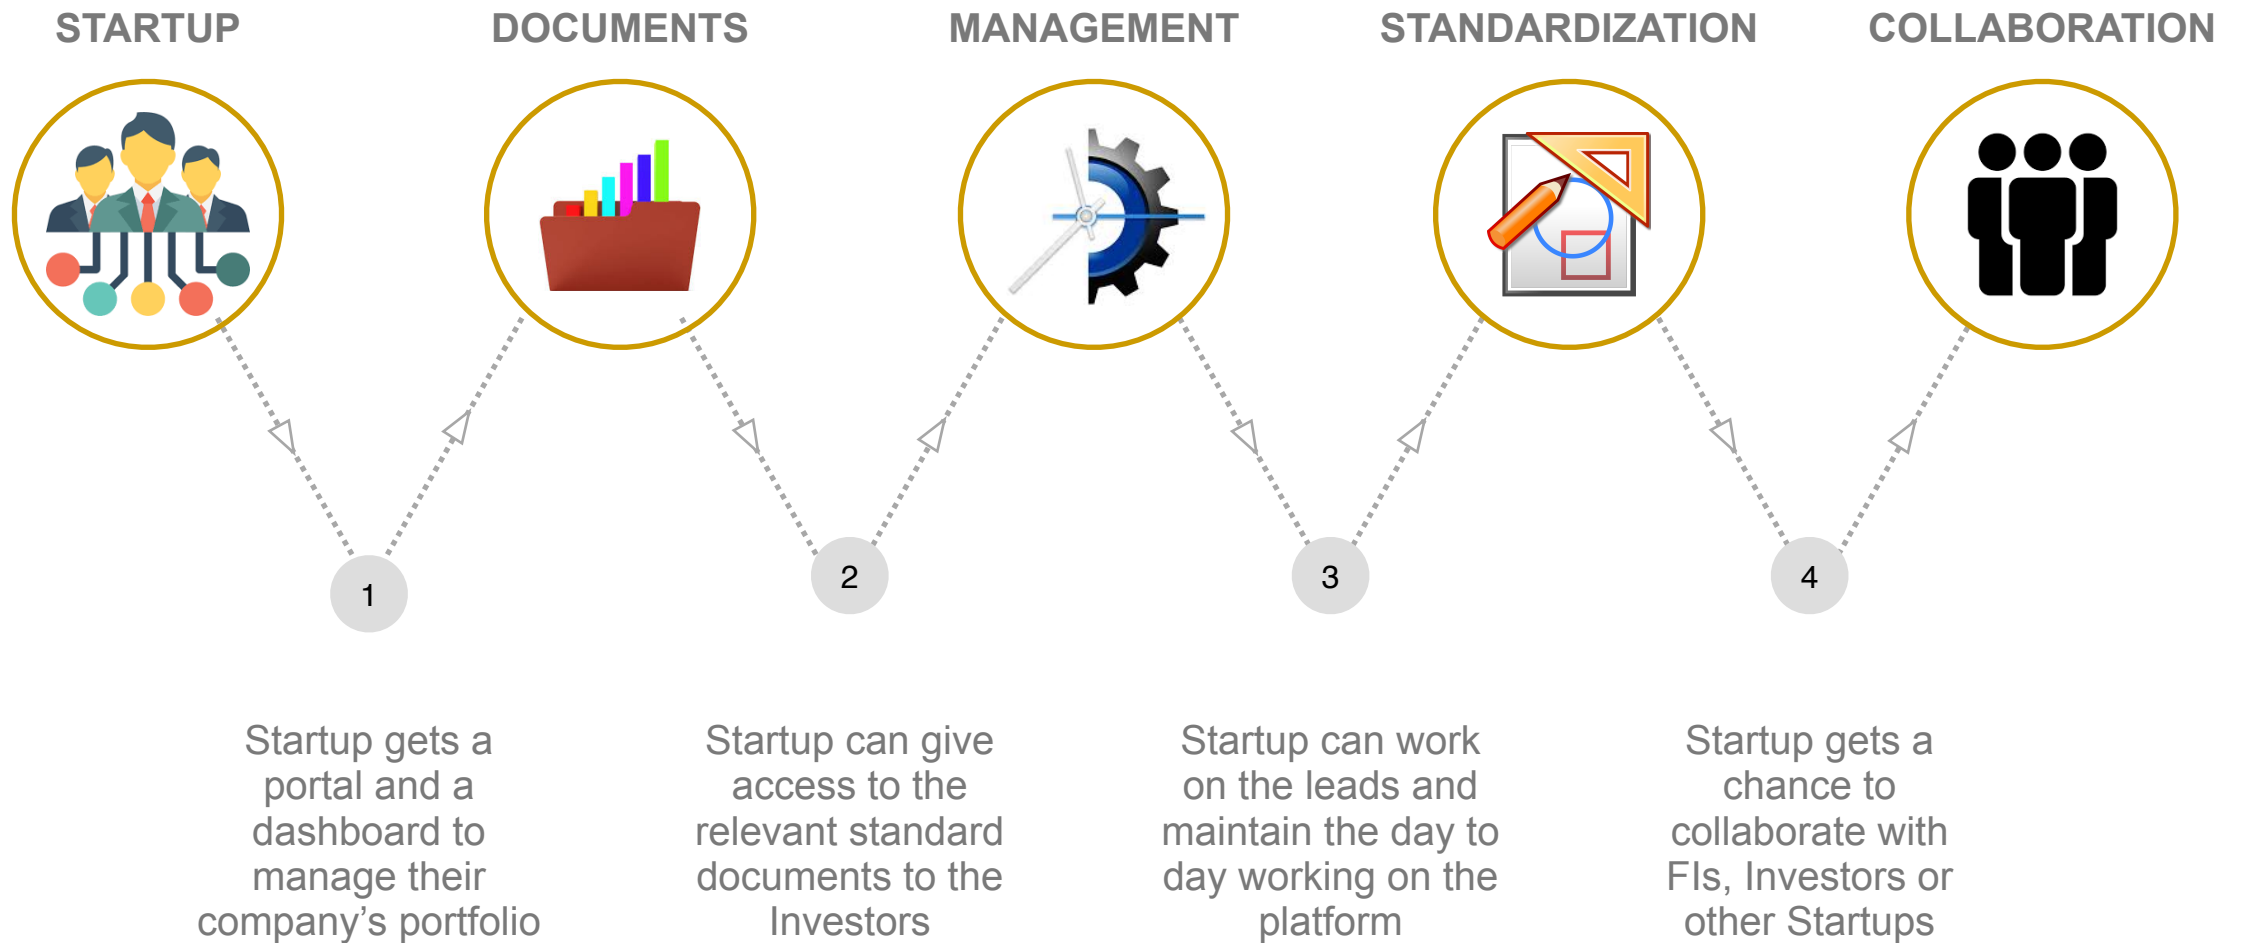 STARTUP
DOCUMENTS
MANAGEMENT
STANDARDIZATION
COLLABORATION
1
2
3
4
Startup gets a
portal and a
dashboard to
manage their
company’s portfolio
Startup can give
access to the
relevant standard
documents to the
Investors
Startup can work
on the leads and
maintain the day to
day working on the
platform
Startup gets a
chance to
collaborate with
FIs, Investors or
other Startups